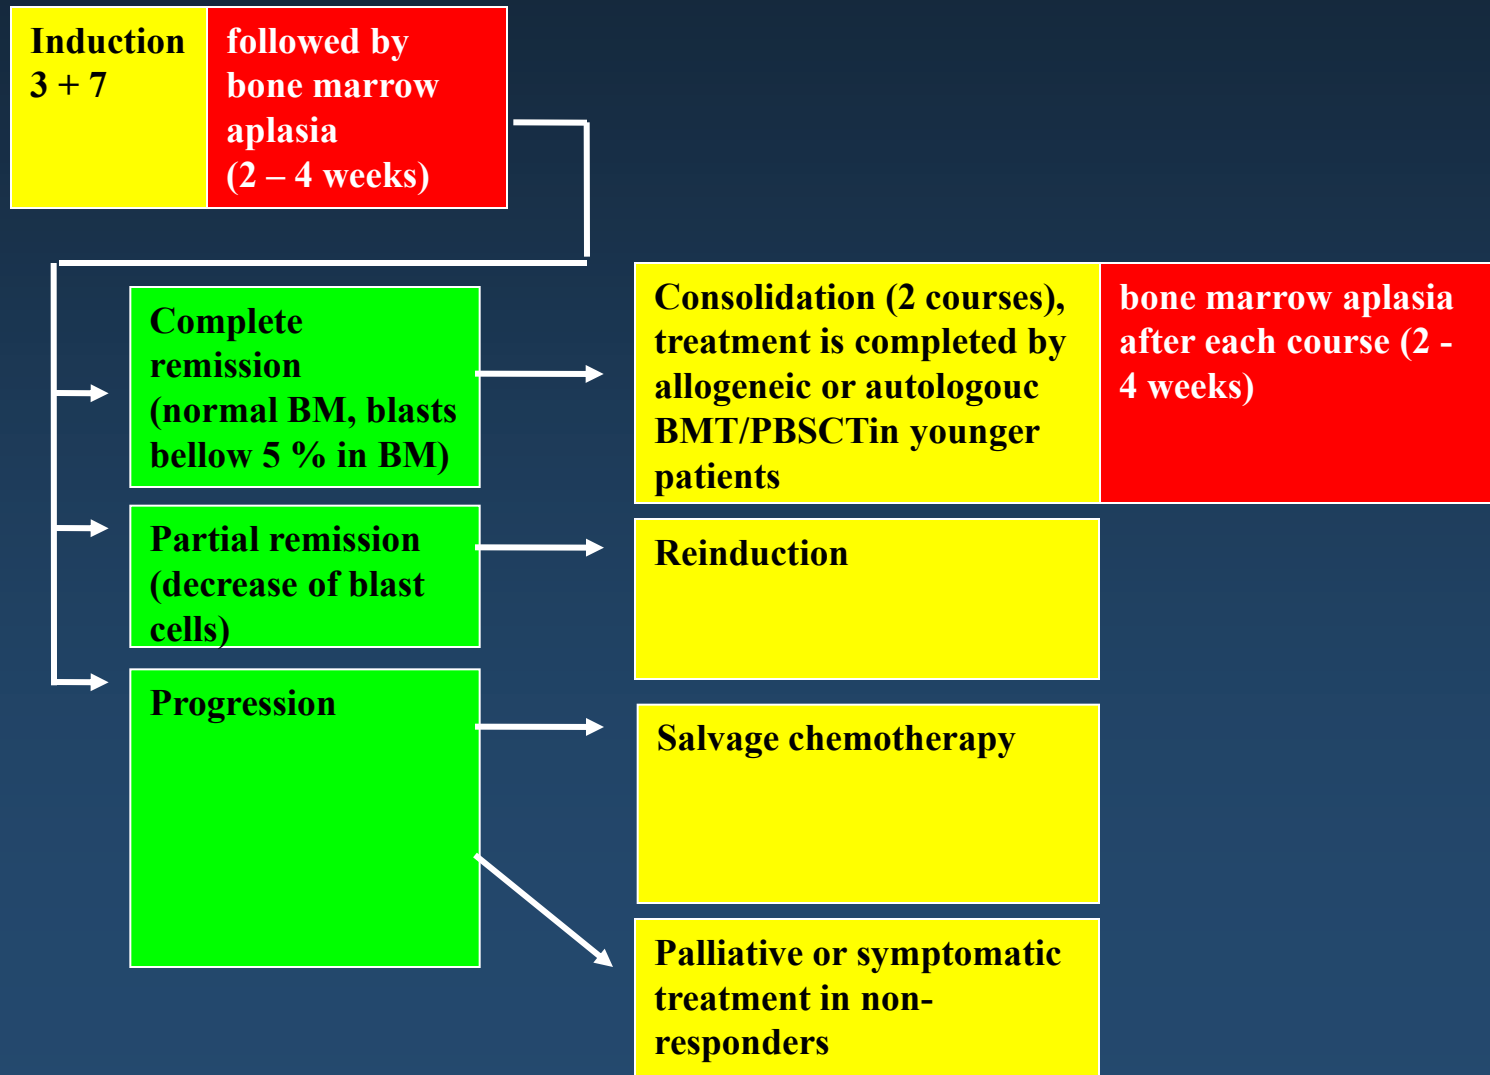 Induction
3 + 7
followed by
bone marrow
aplasia
(2 – 4 weeks)
Complete
remission
(normal BM, blasts
bellow 5 % in BM)
Consolidation (2 courses),
treatment is completed by
allogeneic or autologouc
BMT/PBSCTin younger
patients
bone marrow aplasia
after each course (2 -
4 weeks)
Partial remission
(decrease of blast
cells)
Reinduction
Progression
Salvage chemotherapy
Palliative or symptomatic
treatment in non-
responders